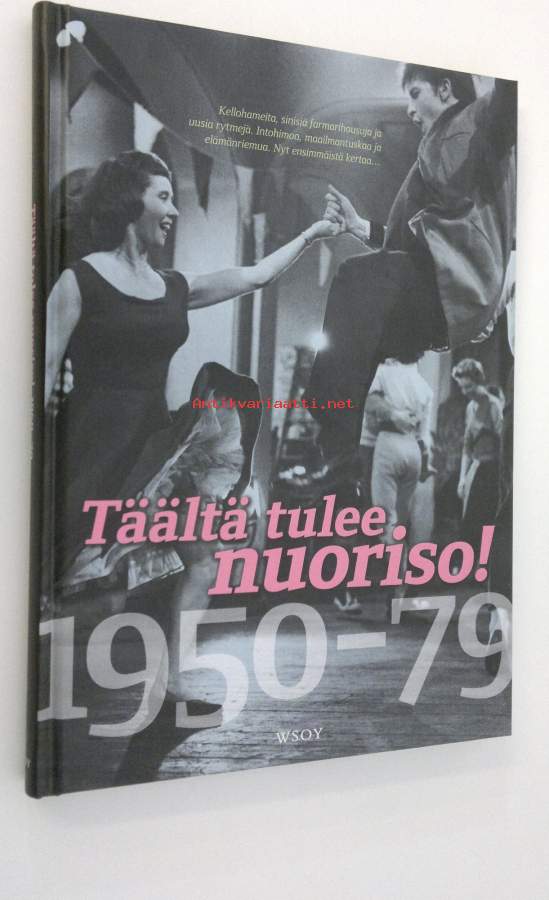 Kellohameita, sinisiä farmarihousuja ja
uusia rytmejä. Intohimoa, maailmantuskaa ja
elämänriemua. Nyt ensimmäistä kertaa...
Antikvariaatti.net
Täältä tulee
nuoriso!
1950-79
WSOY